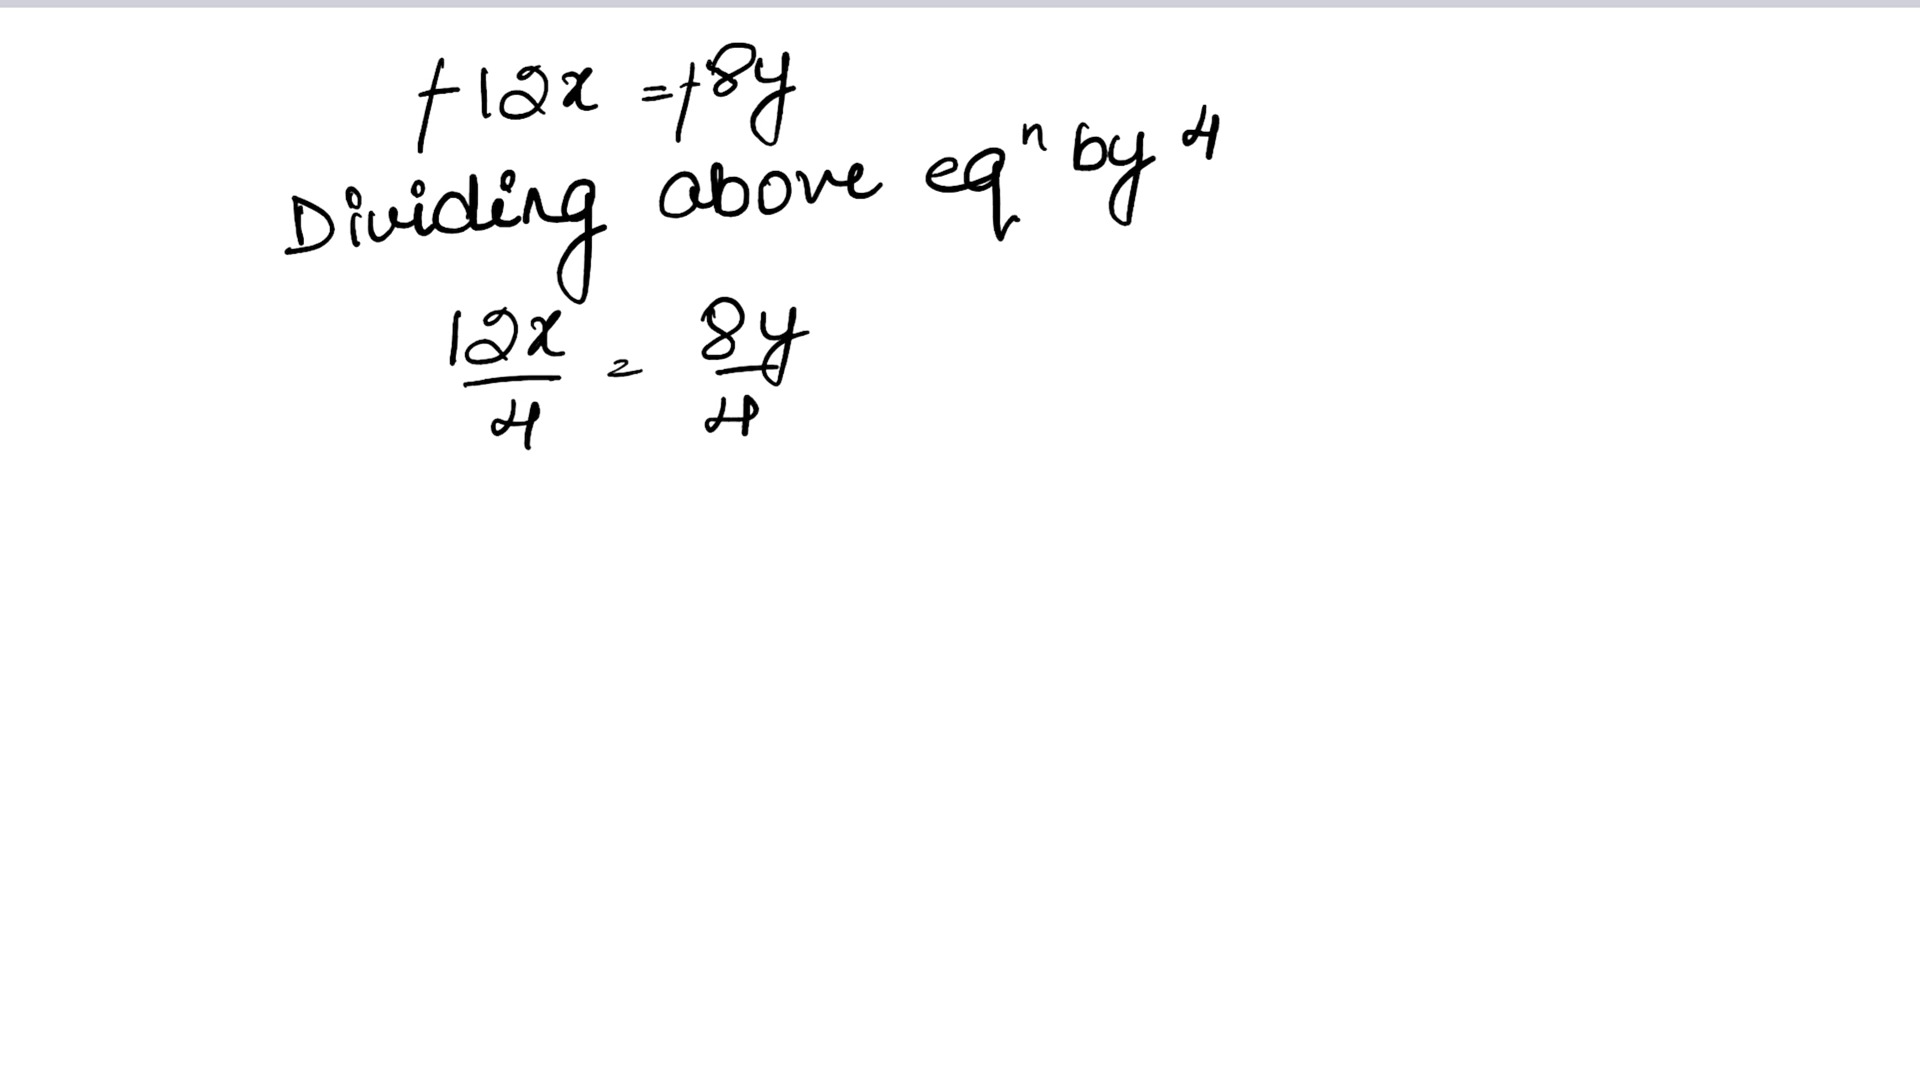 +12x = +8y
Dividing above eqⁿ by 4
12x/4 = 8y/4